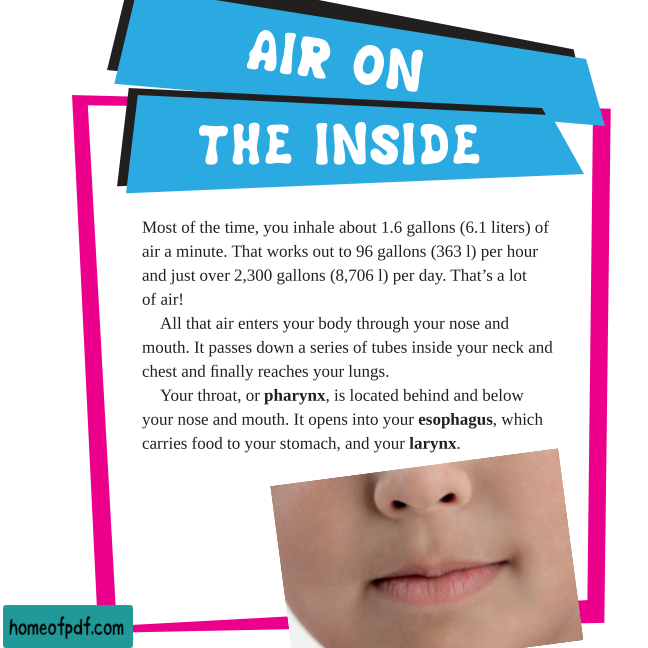 AIR ON
THE INSIDE
Most of the time, you inhale about 1.6 gallons (6.1 liters) of
air a minute. That works out to 96 gallons (363 l) per hour
and just over 2,300 gallons (8,706 l) per day. That’s a lot
of air!
All that air enters your body through your nose and
mouth. It passes down a series of tubes inside your neck and
chest and finally reaches your lungs.
Your throat, or pharynx, is located behind and below
your nose and mouth. It opens into your esophagus, which
carries food to your stomach, and your larynx.
homeofpdf.com